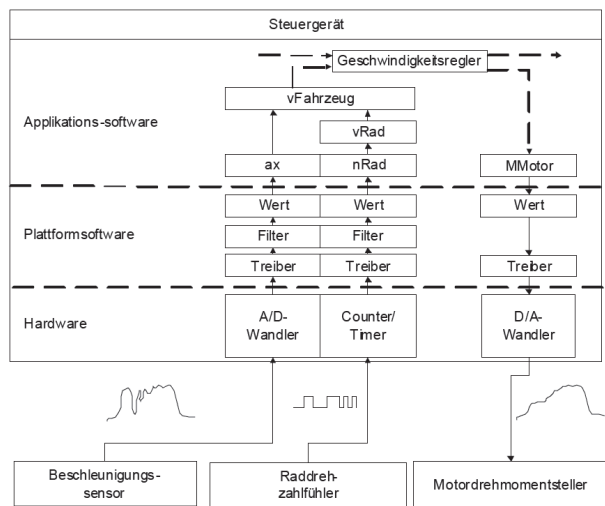 Steuergerät
Geschwindigkeitsregler
vFahrzeug
Applikations-software
vRad
ax
nRad
MMotor
Wert
Wert
Wert
Plattformsoftware
Filter
Filter
Treiber
Treiber
Treiber
Hardware
A/D-
Wandler
Counter/
Timer
D/A-
Wandler
Beschleunigungs-
sensor
Raddreh-
zahlfühler
Motordrehmomentsteller